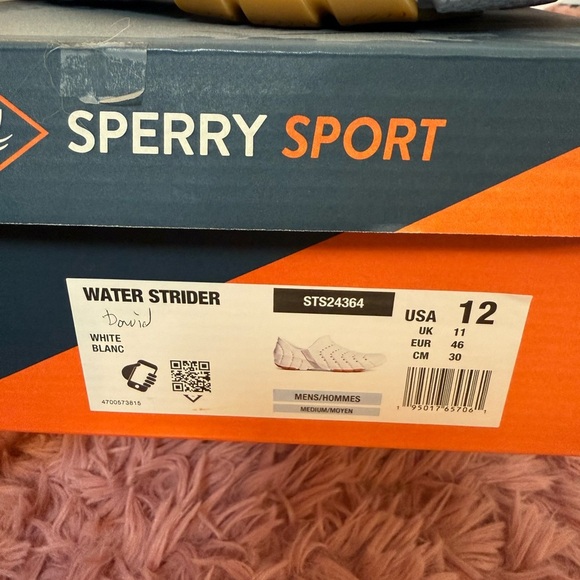 SPERRY SPORT
WATER STRIDER
David
WHITE
BLANC
4700573815
STS24364
MENS/HOMMES
MEDIUM/MOYEN
USA 12
UK 11
EUR 46
CM 30
1 95017 65706 1